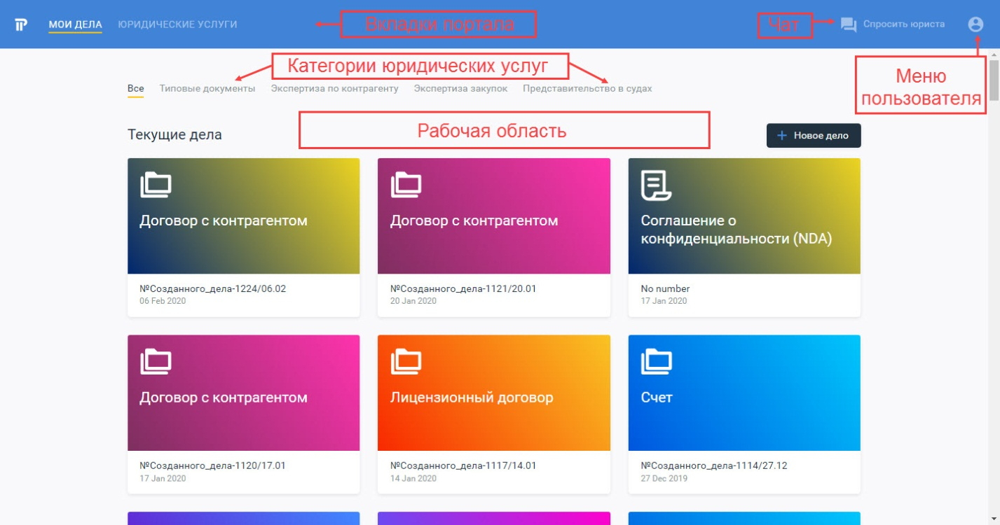 МОИ ДЕЛА ЮРИДИЧЕСКИЕ УСЛУГИ Вкладки портала Чат Спросить юриста
Категории юридических услуг
Меню
пользователя
Все Типовые документы Экспертиза по контрагенту Экспертиза закупок Представительство в судах
Рабочая область
Текущие дела + Новое дело
Договор с контрагентом
№Созданного_дела-1224/06.02
06 Feb 2020
Договор с контрагентом
№Созданного_дела-1121/20.01
20 Jan 2020
Соглашение о
конфиденциальности (NDA)
No number
17 Jan 2020
Договор с контрагентом
№Созданного_дела-1120/17.01
17 Jan 2020
Лицензионный договор
№Созданного_дела-1117/14.01
14 Jan 2020
Счет
№Созданного_дела-1114/27.12
27 Dec 2019